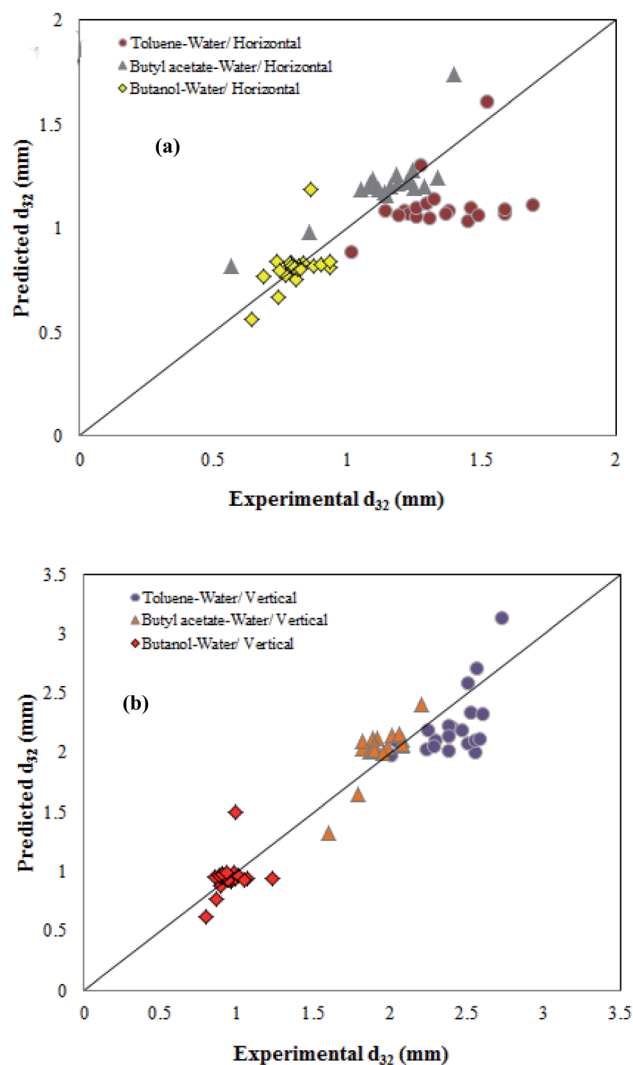 2
Toluene-Water/ Horizontal
Butyl acetate-Water/ Horizontal
Butanol-Water/ Horizontal
1.5
(a)
1
0.5
0
0 0.5 1 1.5 2
Predicted d32 (mm)
Experimental d32 (mm)
3.5
Toluene-Water/ Vertical
Butyl acetate-Water/ Vertical
Butanol-Water/ Vertical
3
2.5
(b)
2
1.5
1
0.5
0
0 0.5 1 1.5 2 2.5 3 3.5
Predicted d32 (mm)
Experimental d32 (mm)